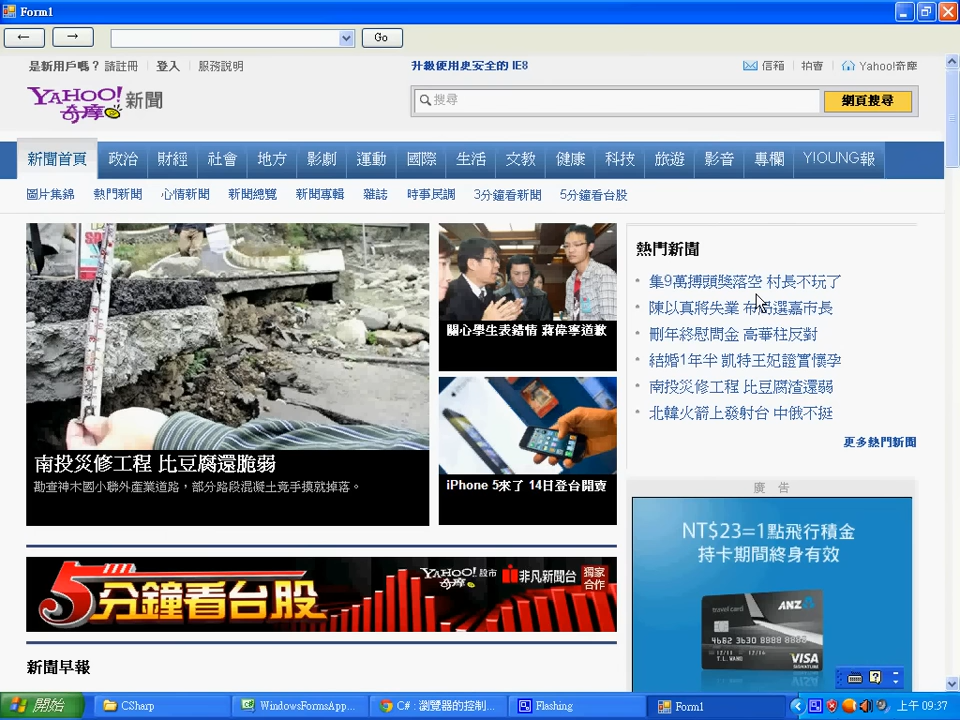 Form1
← → Go
是新用戶嗎？請註冊 登入 服務說明 升級使用更安全的 IE8 信箱 拍賣 Yahoo!奇摩
YAHOO!奇摩 新聞 搜尋 網頁搜尋
新聞首頁 政治 財經 社會 地方 影劇 運動 國際 生活 文教 健康 科技 旅遊 影音 專欄 Y!OUNG報
圖片集錦 熱門新聞 心情新聞 新聞總覽 新聞專輯 雜誌 時事民調 3分鐘看新聞 5分鐘看台股
南投災修工程 比豆腐還脆弱
勘查神木國小聯外產業道路，部分路段混凝土竟手摸就掉落。
關心學生表錯情 蔣偉寧道歉
iPhone 5來了 14日登台開賣
熱門新聞
集9萬搏頭獎落空 村長不玩了
陳以真將失業 布局選嘉市長
刪年終慰問金 高華柱反對
結婚1年半 凱特王妃證實懷孕
南投災修工程 比豆腐渣還弱
北韓火箭上發射台 中俄不挺
更多熱門新聞
廣 告
NT$23=1點飛行積金
持卡期間終身有效
travel card ANZ
4662 3630 8888 8888
T.L. WANG
VISA
SIGNATURE
5分鐘看台股
YAHOO!奇摩 股市 非凡新聞台 獨家合作
新聞早報
開始 CSharp WindowsFormsApp... C# : 瀏覽器的控制... Flashing Form1 上午 09:37